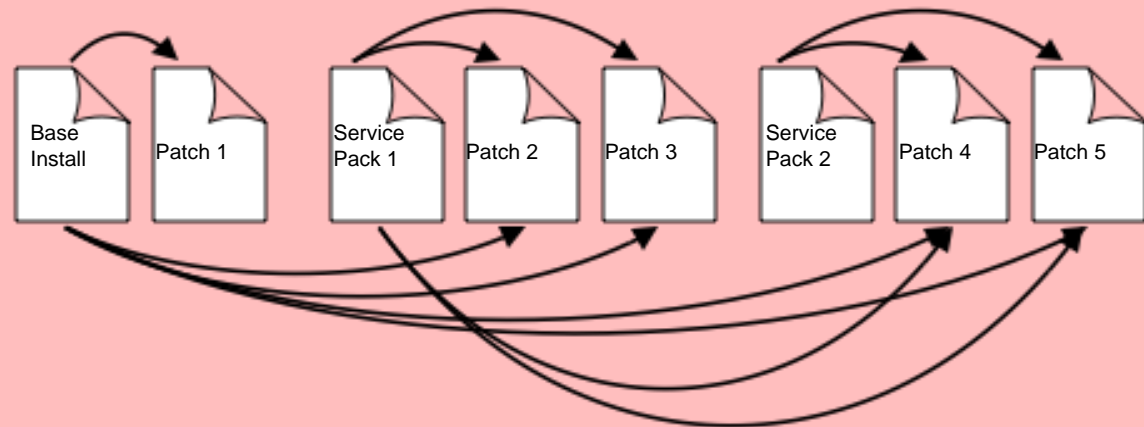 Base
Install
Patch 1
Service
Pack 1
Patch 2
Patch 3
Service
Pack 2
Patch 4
Patch 5